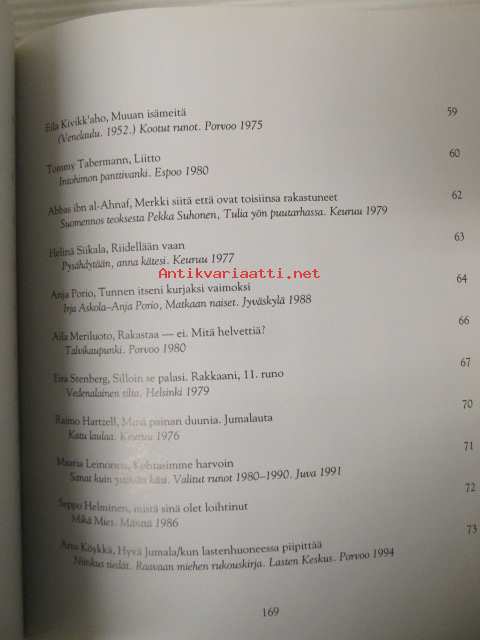 Eila Kivikk'aho, Muuan isämeitä 59
(Venelaulu. 1952.) Kootut runot. Porvoo 1975
Tommy Tabermann, Liitto 60
Intohimon panttivanki. Espoo 1980
Abbas ibn al-Ahnaf, Merkki siitä että ovat toisiinsa rakastuneet 62
Suomennos teoksesta Pekka Suhonen, Tulia yön puutarhassa. Keuruu 1979
Helinä Siikala, Riidellään vaan 63
Pysähdytään, anna kätesi. Keuruu 1977
Antikvariaatti.net
Anja Porio, Tunnen itseni kurjaksi vaimoksi 64
Irja Askola–Anja Porio, Matkaan naiset. Jyväskylä 1988
Aila Meriluoto, Rakastaa — ei. Mitä helvettiä? 66
Talvikaupunki. Porvoo 1980
Eira Stenberg, Silloin se palasi. Rakkaani, 11. runo 67
Vedenalainen silta. Helsinki 1979
Raimo Hartzell, Minä painan duunia. Jumalauta 70
Katu laulaa. Keuruu 1976
Maaria Leinonen, Kohtasimme harvoin 71
Sanat kuin ystävän käsi. Valitut runot 1980–1990. Juva 1991
Seppo Helminen, mistä sinä olet loihtinut 72
Mikä Mies. 1986
Anu Köykkä, Hyvä Jumala/kun lastenhuoneessa piipittää 73
Niinkus tiedät. Raavaan miehen rukouskirja. Lasten Keskus. Porvoo 1994
169